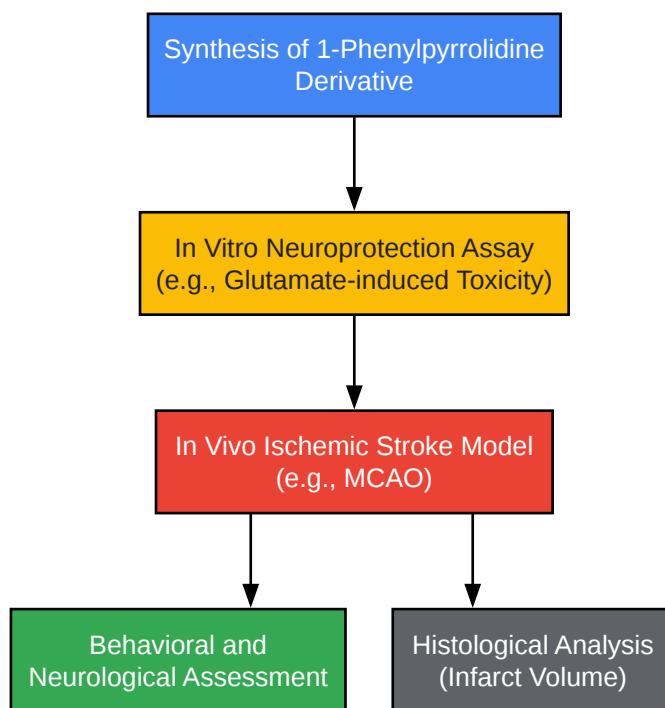 Synthesis of 1-Phenylpyrrolidine
Derivative
In Vitro Neuroprotection Assay
(e.g., Glutamate-induced Toxicity)
In Vivo Ischemic Stroke Model
(e.g., MCAO)
Behavioral and
Neurological Assessment
Histological Analysis
(Infarct Volume)